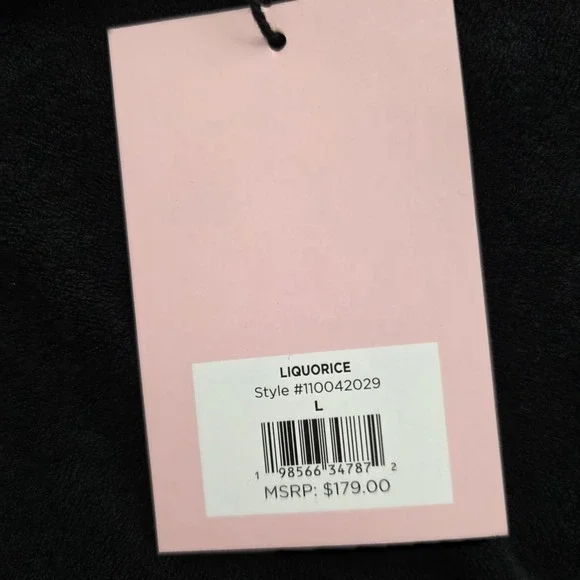 LIQUORICE
Style #110042029
L
1 98566 34787 2
MSRP: $179.00